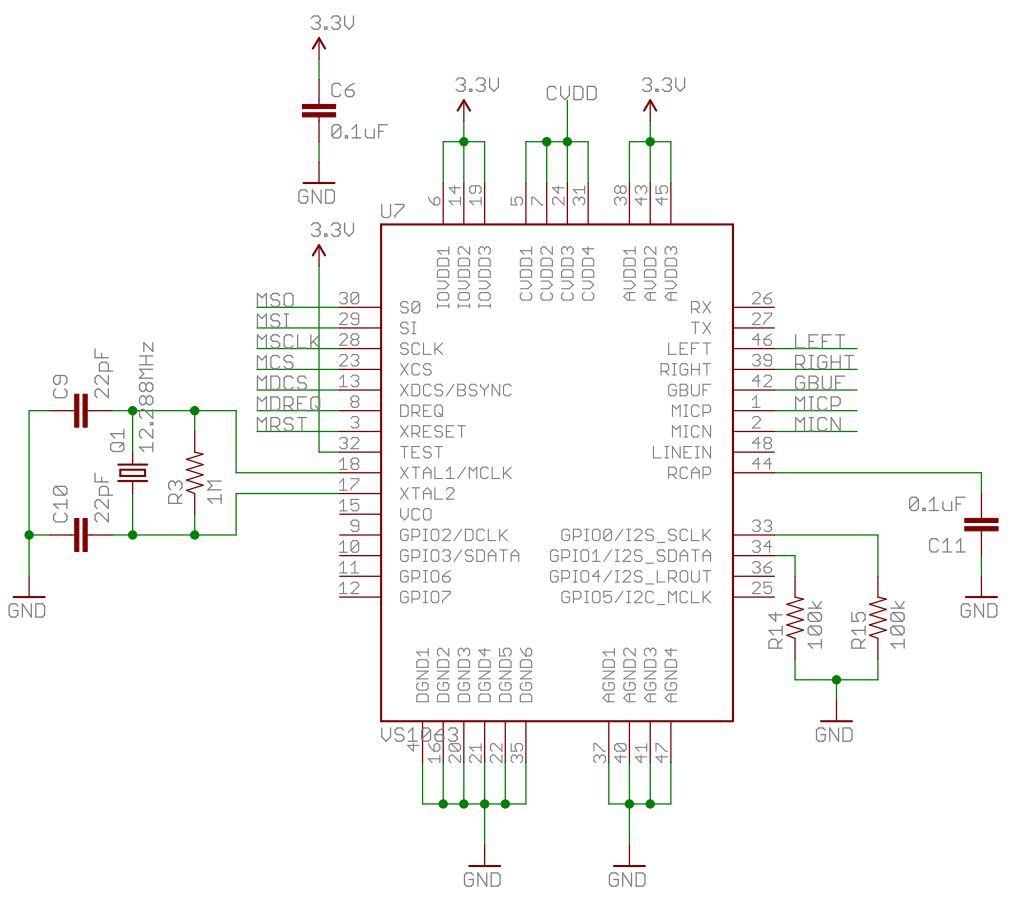 3.3V
C6
0.1uF
GND
3.3V
CVDD
3.3V
6
14
19
5
7
24
31
38
43
45
U7
3.3V
IOVDD1
IOVDD2
IOVDD3
CVDD1
CVDD2
CVDD3
CVDD4
AVDD1
AVDD2
AVDD3
MSO 30 S0 RX 26
MSI 29 SI TX 27
MSCLK 28 SCLK LEFT 46 LEFT
MCS 23 XCS RIGHT 39 RIGHT
MDCS 13 XDCS/BSYNC GBUF 42 GBUF
MDREQ 8 DREQ MICP 1 MICP
MRST 3 XRESET MICN 2 MICN
32 TEST LINEIN 48
18 XTAL1/MCLK RCAP 44
17 XTAL2
15 VCO
9 GPIO2/DCLK GPIO0/I2S_SCLK 33
10 GPIO3/SDATA GPIO1/I2S_SDATA 34
11 GPIO6 GPIO4/I2S_LROUT 36
12 GPIO7 GPIO5/I2C_MCLK 25
C9
22pF
Q1
12.288MHz
C10
22pF
R3
1M
GND
0.1uF
C11
GND
R14
100k
R15
100k
GND
DGND1
DGND2
DGND3
DGND4
DGND5
DGND6
AGND1
AGND2
AGND3
AGND4
VS1063
4
16
20
21
22
35
37
40
41
47
GND
GND